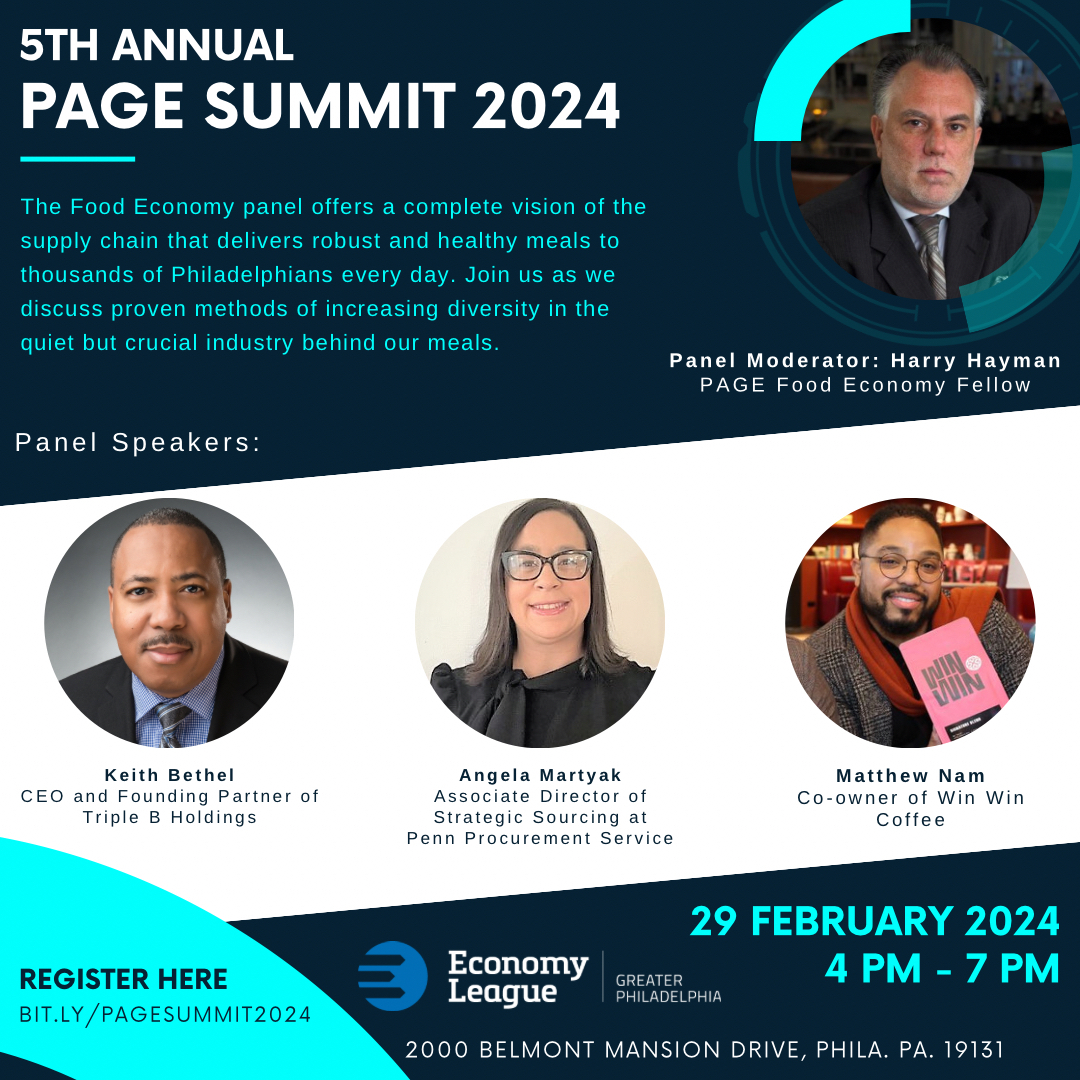 5TH ANNUAL
PAGE SUMMIT 2024
The Food Economy panel offers a complete vision of the
supply chain that delivers robust and healthy meals to
thousands of Philadelphians every day. Join us as we
discuss proven methods of increasing diversity in the
quiet but crucial industry behind our meals.
Panel Moderator: Harry Hayman
PAGE Food Economy Fellow
Panel Speakers:
WIN
WIN
Keith Bethel
CEO and Founding Partner of
Triple B Holdings
Angela Martyak
Associate Director of
Strategic Sourcing at
Penn Procurement Service
Matthew Nam
Co-owner of Win Win
Coffee
29 FEBRUARY 2024
4 PM - 7 PM
REGISTER HERE
BIT.LY/PAGESUMMIT2024
Economy
League
GREATER
PHILADELPHIA
2000 BELMONT MANSION DRIVE, PHILA. PA. 19131